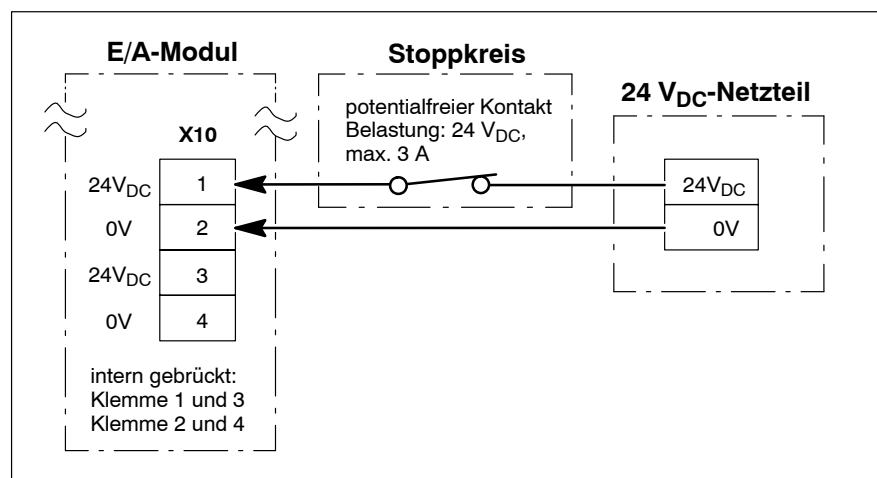 E/A-Modul
Stoppkreis
24 VDC-Netzteil
potentialfreier Kontakt
Belastung: 24 VDC,
max. 3 A
X10
24VDC 1
0V 2
24VDC 3
0V 4
24VDC
0V
intern gebrückt:
Klemme 1 und 3
Klemme 2 und 4